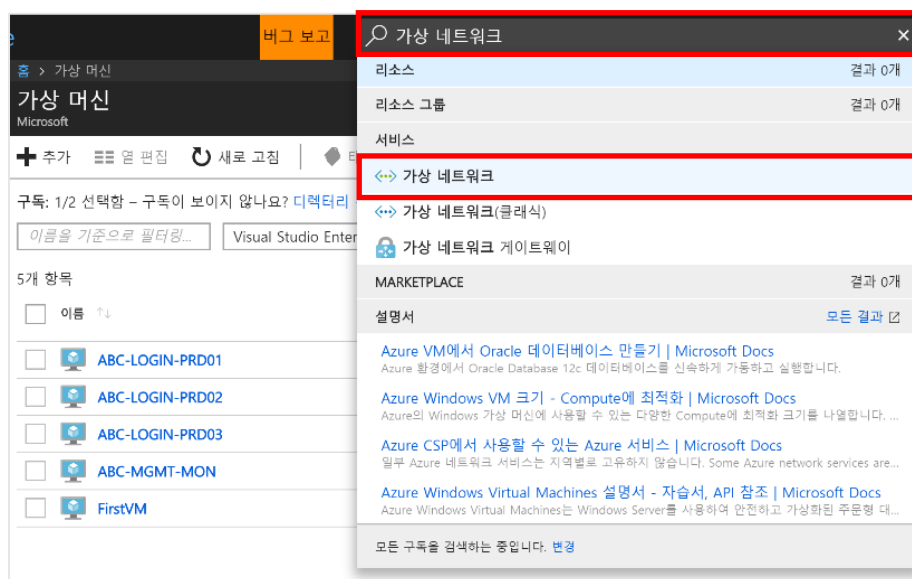 버그 보고
가상 네트워크
홈 > 가상 머신
가상 머신
Microsoft
추가
열 편집
새로 고침
구독: 1/2 선택함 – 구독이 보이지 않나요? 디렉터리
이름을 기준으로 필터링...
Visual Studio Enter
5개 항목
이름
ABC-LOGIN-PRD01
ABC-LOGIN-PRD02
ABC-LOGIN-PRD03
ABC-MGMT-MON
FirstVM
리소스 결과 0개
리소스 그룹 결과 0개
서비스
가상 네트워크
가상 네트워크(클래식)
가상 네트워크 게이트웨이
MARKETPLACE 결과 0개
설명서 모든 결과
Azure VM에서 Oracle 데이터베이스 만들기 | Microsoft Docs
Azure 환경에서 Oracle Database 12c 데이터베이스를 신속하게 가동하고 실행합니다.
Azure Windows VM 크기 - Compute에 최적화 | Microsoft Docs
Azure의 Windows 가상 머신에 사용할 수 있는 다양한 Compute에 최적화 크기를 나열합니다. ...
Azure CSP에서 사용할 수 있는 Azure 서비스 | Microsoft Docs
일부 Azure 네트워크 서비스는 지역별로 고유하지 않습니다. Some Azure network services are...
Azure Windows Virtual Machines 설명서 - 자습서, API 참조 | Microsoft Docs
Azure Windows Virtual Machines는 Windows Server를 사용하여 안전하고 가상화된 주문형 대...
모든 구독을 검색하는 중입니다. 변경